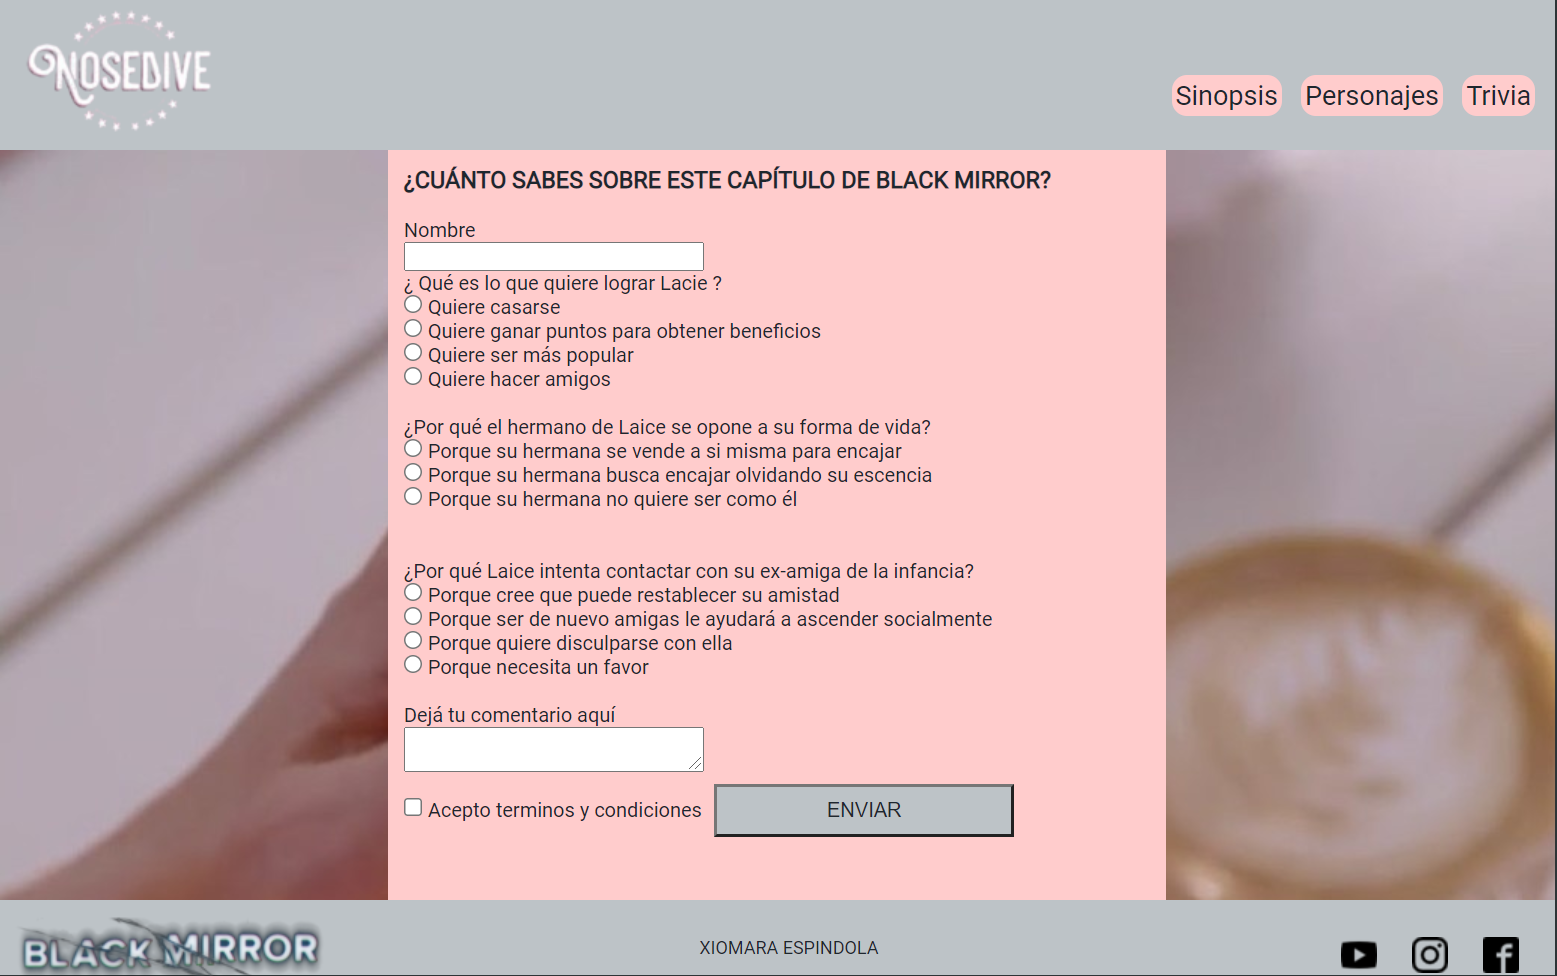 NOSEDIVE
Sinopsis Personajes Trivia
¿CUÁNTO SABES SOBRE ESTE CAPÍTULO DE BLACK MIRROR?
Nombre
¿ Qué es lo que quiere lograr Lacie ?
Quiere casarse
Quiere ganar puntos para obtener beneficios
Quiere ser más popular
Quiere hacer amigos
¿Por qué el hermano de Laice se opone a su forma de vida?
Porque su hermana se vende a si misma para encajar
Porque su hermana busca encajar olvidando su escencia
Porque su hermana no quiere ser como él
¿Por qué Laice intenta contactar con su ex-amiga de la infancia?
Porque cree que puede restablecer su amistad
Porque ser de nuevo amigas le ayudará a ascender socialmente
Porque quiere disculparse con ella
Porque necesita un favor
Dejá tu comentario aquí
Acepto terminos y condiciones ENVIAR
BLACK MIRROR
XIOMARA ESPINDOLA